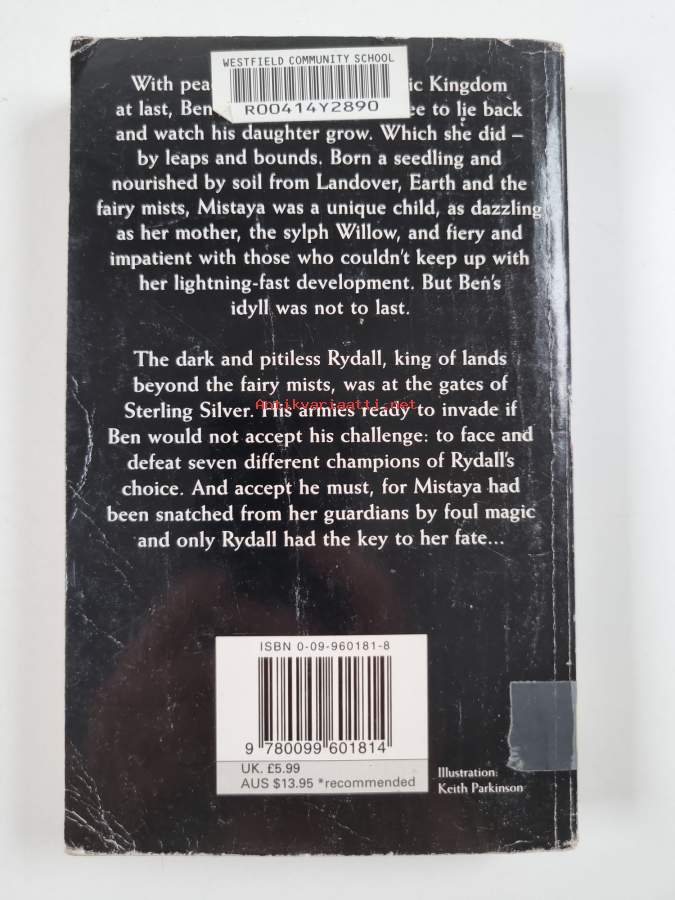 WESTFIELD COMMUNITY SCHOOL
R00414Y2890
With peac ic Kingdom
at last, Ben ee to lie back
and watch his daughter grow. Which she did –
by leaps and bounds. Born a seedling and
nourished by soil from Landover, Earth and the
fairy mists, Mistaya was a unique child, as dazzling
as her mother, the sylph Willow, and fiery and
impatient with those who couldn't keep up with
her lightning-fast development. But Ben's
idyll was not to last.
The dark and pitiless Rydall, king of lands
beyond the fairy mists, was at the gates of
Sterling Silver. His armies ready to invade if
Antikvariaatti.net
Ben would not accept his challenge: to face and
defeat seven different champions of Rydall's
choice. And accept he must, for Mistaya had
been snatched from her guardians by foul magic
and only Rydall had the key to her fate...
ISBN 0-09-960181-8
9 780099 601814
UK. £5.99
AUS $13.95 *recommended
Illustration:
Keith Parkinson